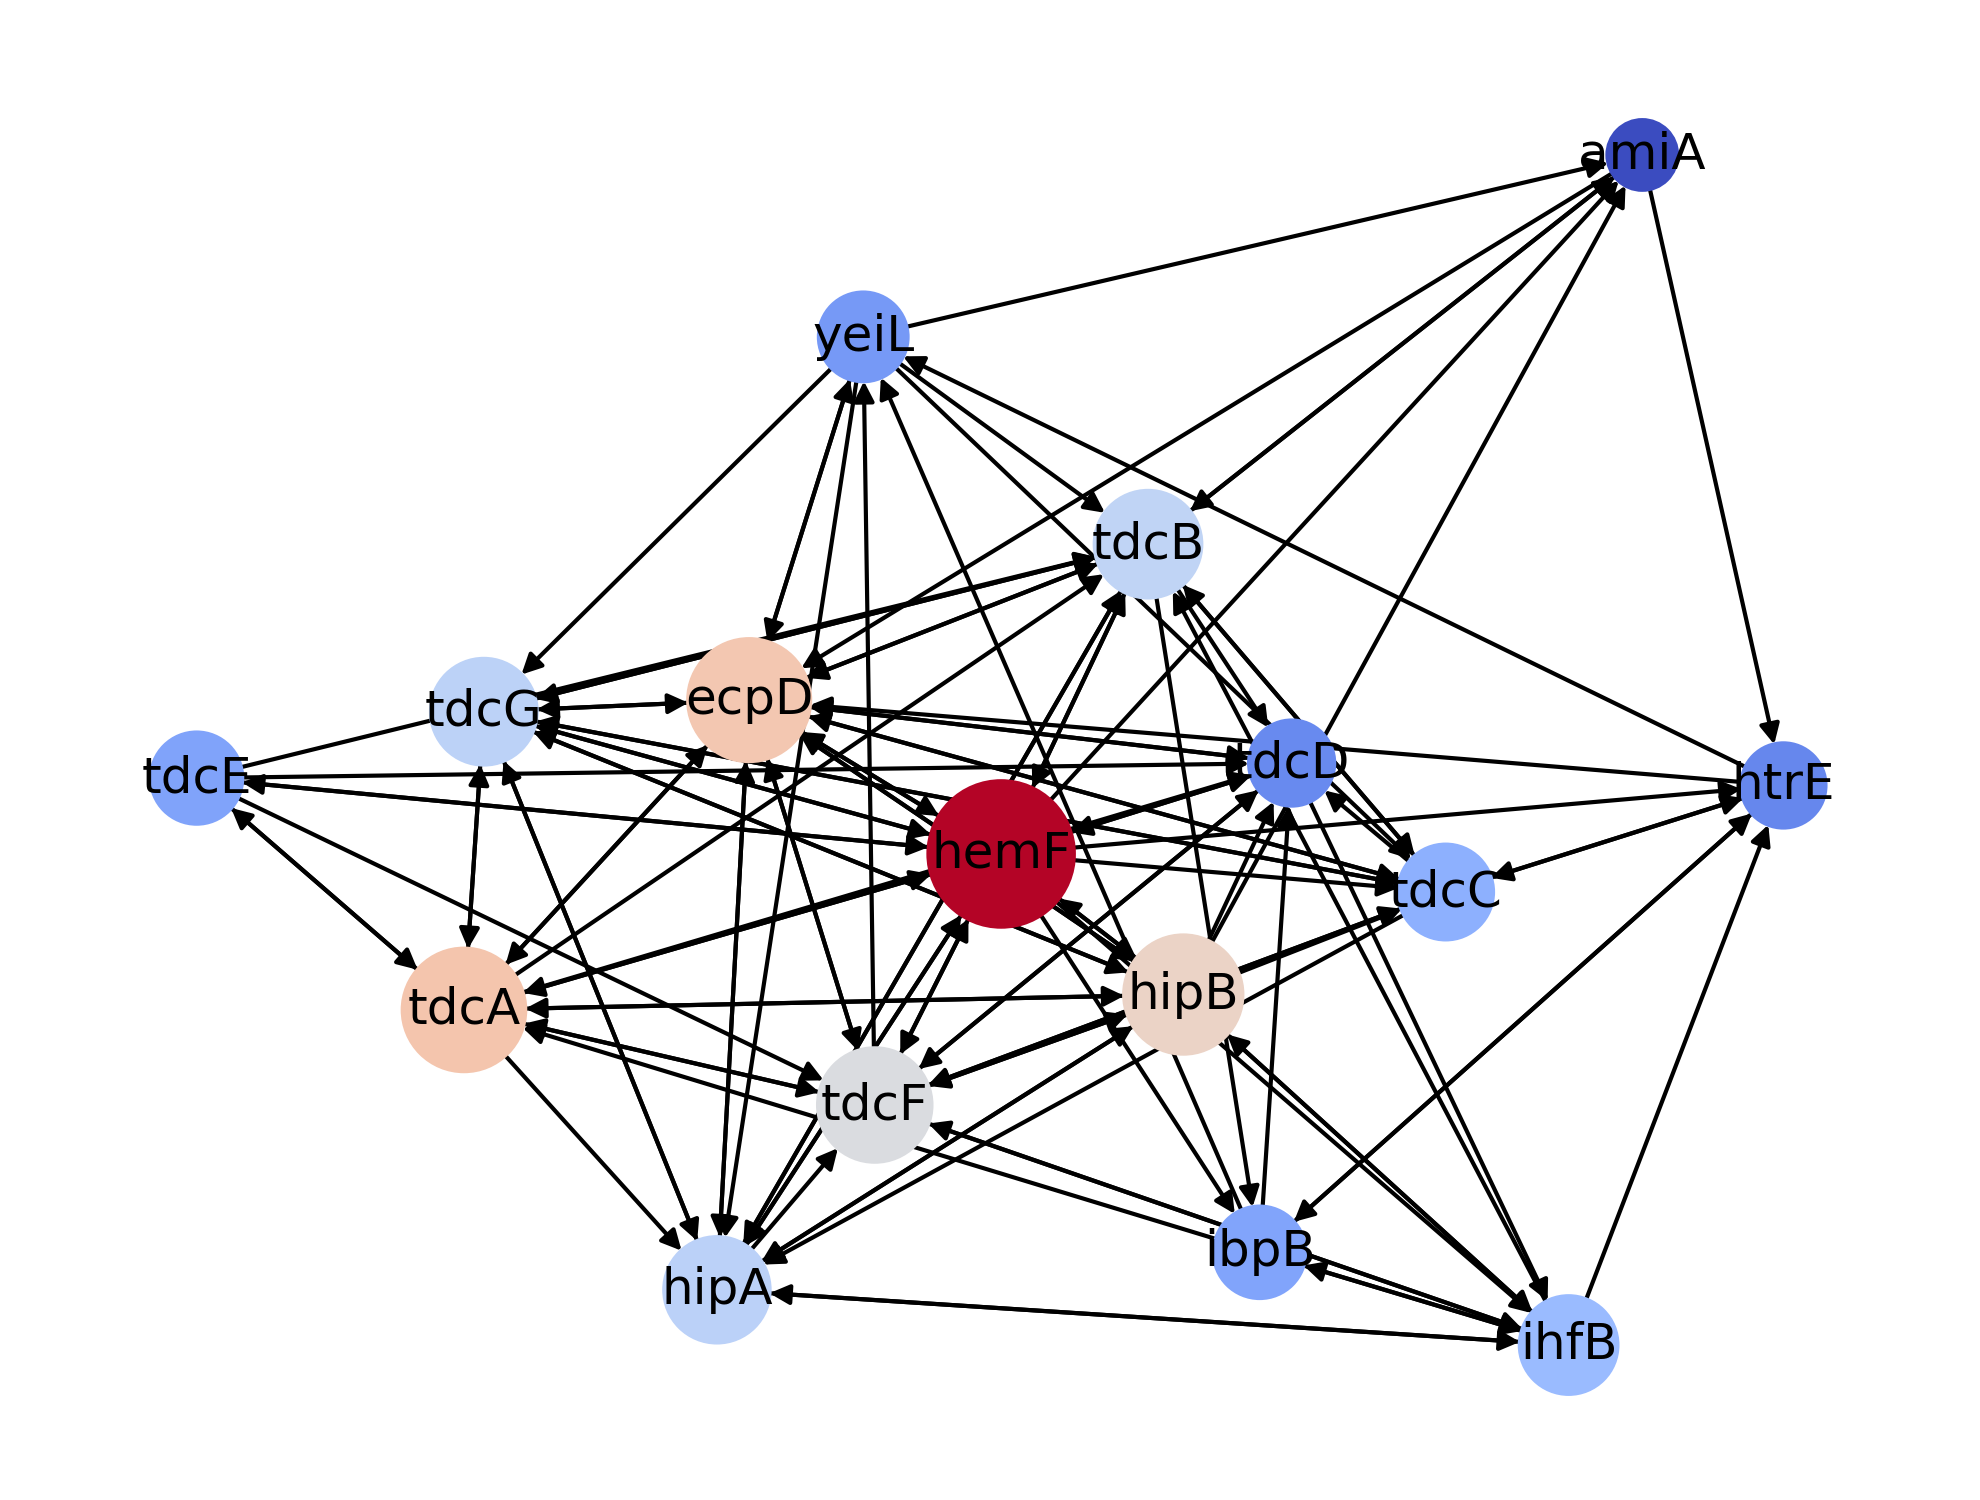 amiA
yeiL
tdcB
ecpD
tdcG
tdcD
tdcE
htrE
hemF
tdcC
hipB
tdcA
tdcF
ibpB
hipA
ihfB